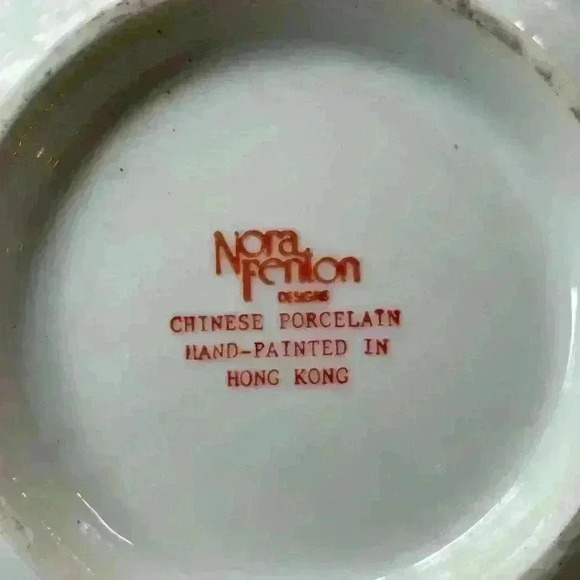 Nora
Fenton
DESIGNS
CHINESE PORCELAIN
HAND-PAINTED IN
HONG KONG